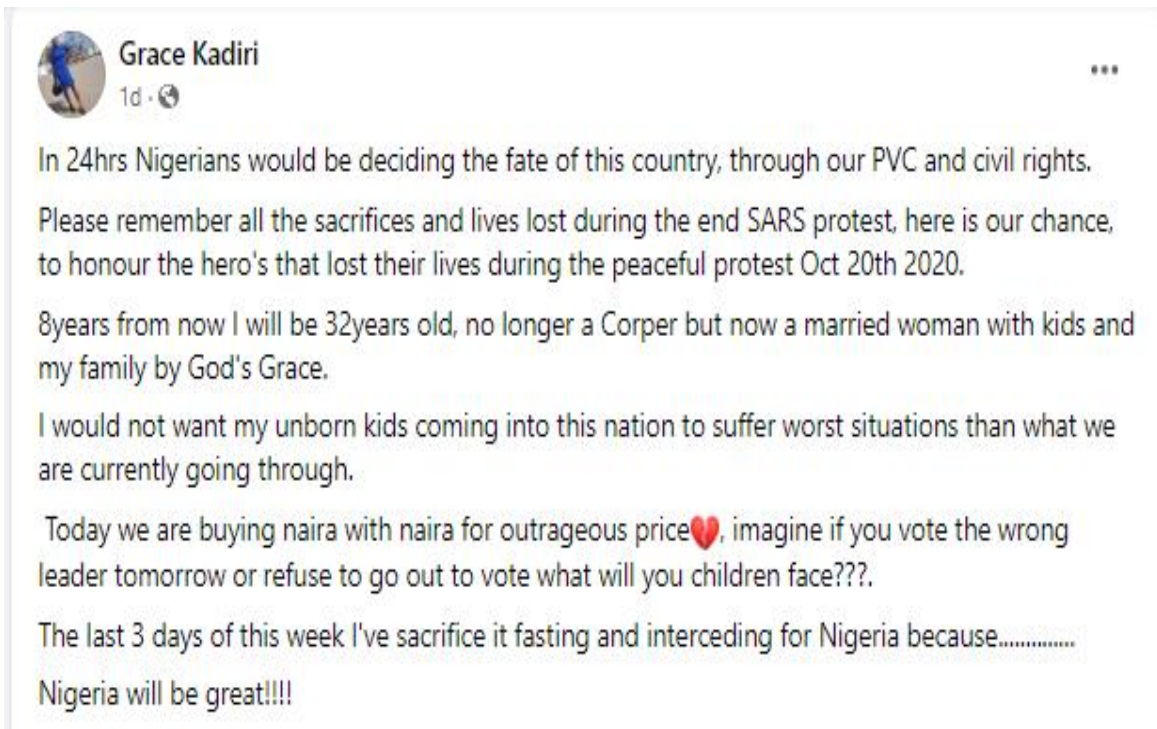 Grace Kadiri
1d ·
In 24hrs Nigerians would be deciding the fate of this country, through our PVC and civil rights.
Please remember all the sacrifices and lives lost during the end SARS protest, here is our chance,
to honour the hero's that lost their lives during the peaceful protest Oct 20th 2020.
8years from now I will be 32years old, no longer a Corper but now a married woman with kids and
my family by God's Grace.
I would not want my unborn kids coming into this nation to suffer worst situations than what we
are currently going through.
Today we are buying naira with naira for outrageous price💔, imagine if you vote the wrong
leader tomorrow or refuse to go out to vote what will you children face???.
The last 3 days of this week I've sacrifice it fasting and interceding for Nigeria because..............
Nigeria will be great!!!!